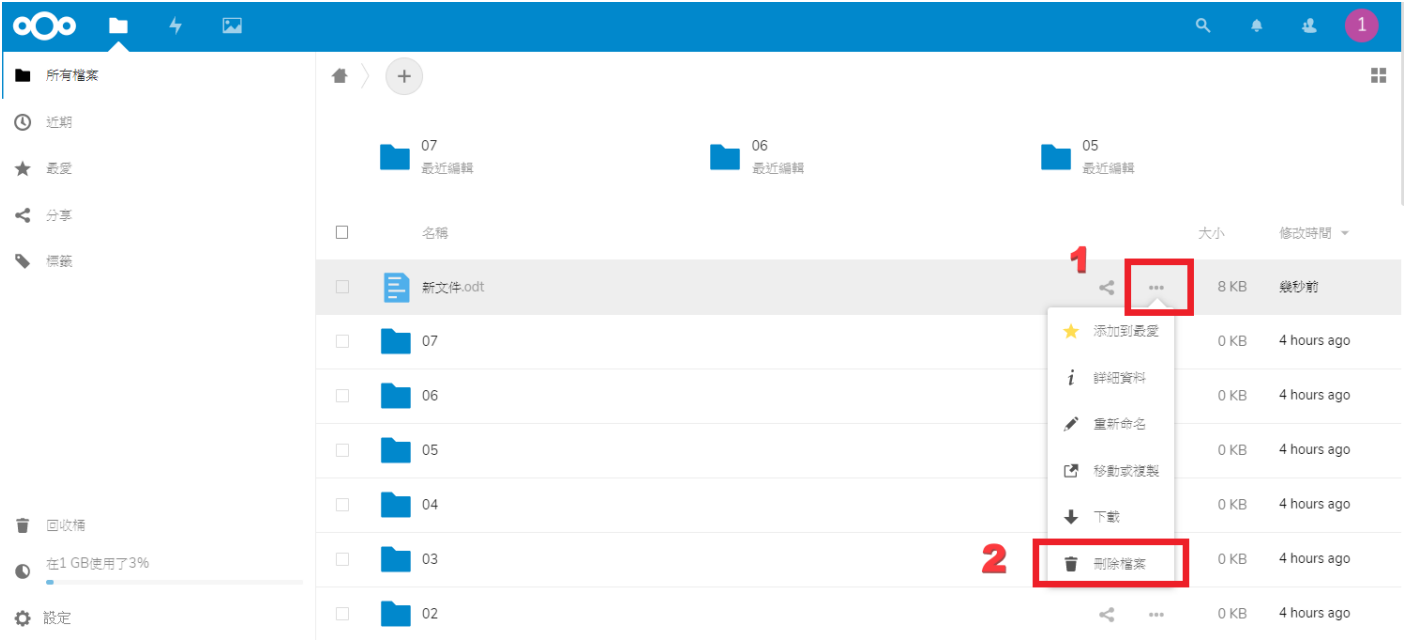 1
所有檔案
近期
最愛
分享
標籤
07
最近編輯
06
最近編輯
05
最近編輯
名稱
大小
修改時間
1
新文件.odt
8 KB
幾秒前
添加到最愛
詳細資料
重新命名
移動或複製
下載
2
刪除檔案
07
0 KB
4 hours ago
06
0 KB
4 hours ago
05
0 KB
4 hours ago
04
0 KB
4 hours ago
03
0 KB
4 hours ago
02
0 KB
4 hours ago
回收桶
在1 GB使用了3%
設定